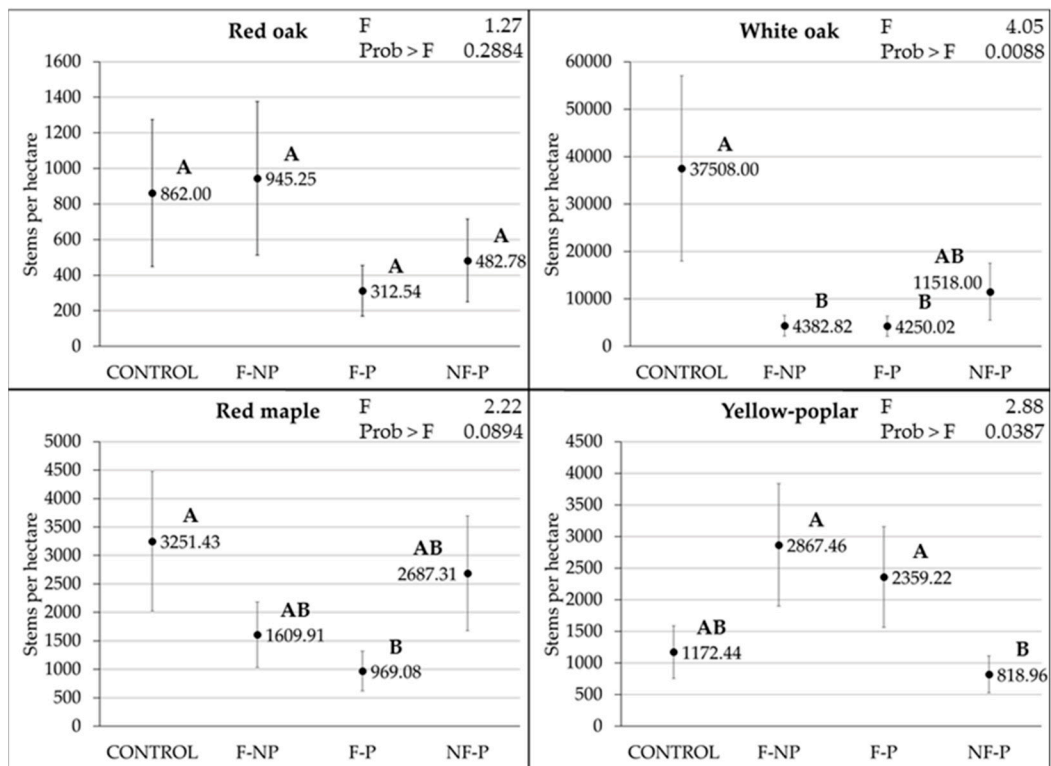 Red oak
F 1.27
Prob > F 0.2884
Stems per hectare
1600
1400
1200
1000
800
600
400
200
0
A
862.00
A
945.25
A
312.54
A
482.78
CONTROL F-NP F-P NF-P
White oak
F 4.05
Prob > F 0.0088
Stems per hectare
60000
50000
40000
30000
20000
10000
0
A
37508.00
B
4382.82
B
4250.02
AB
11518.00
CONTROL F-NP F-P NF-P
Red maple
F 2.22
Prob > F 0.0894
Stems per hectare
5000
4500
4000
3500
3000
2500
2000
1500
1000
500
0
A
3251.43
AB
1609.91
B
969.08
AB
2687.31
CONTROL F-NP F-P NF-P
Yellow-poplar
F 2.88
Prob > F 0.0387
Stems per hectare
4500
4000
3500
3000
2500
2000
1500
1000
500
0
AB
1172.44
A
2867.46
A
2359.22
B
818.96
CONTROL F-NP F-P NF-P